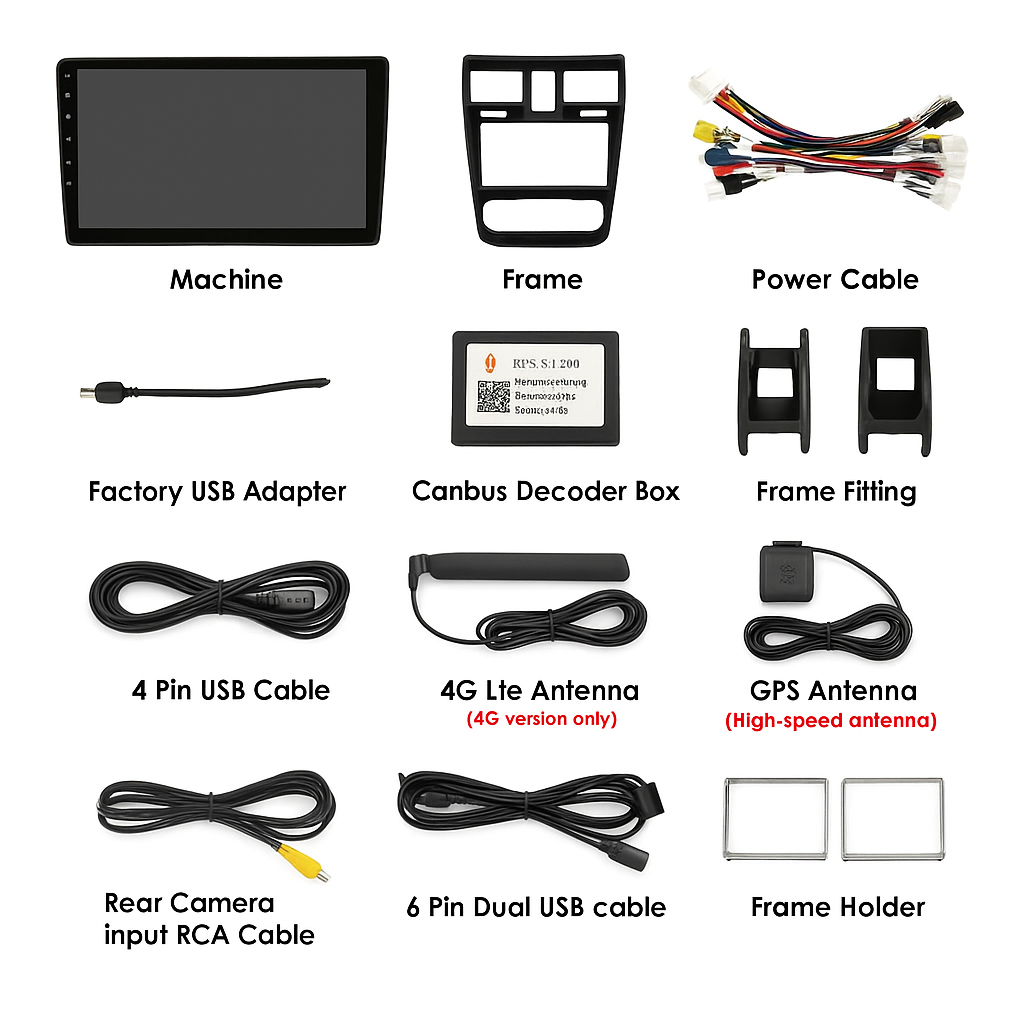 Machine
Frame
Power Cable
Factory USB Adapter
Canbus Decoder Box
Frame Fitting
4 Pin USB Cable
4G Lte Antenna
(4G version only)
GPS Antenna
(High-speed antenna)
Rear Camera
input RCA Cable
6 Pin Dual USB cable
Frame Holder